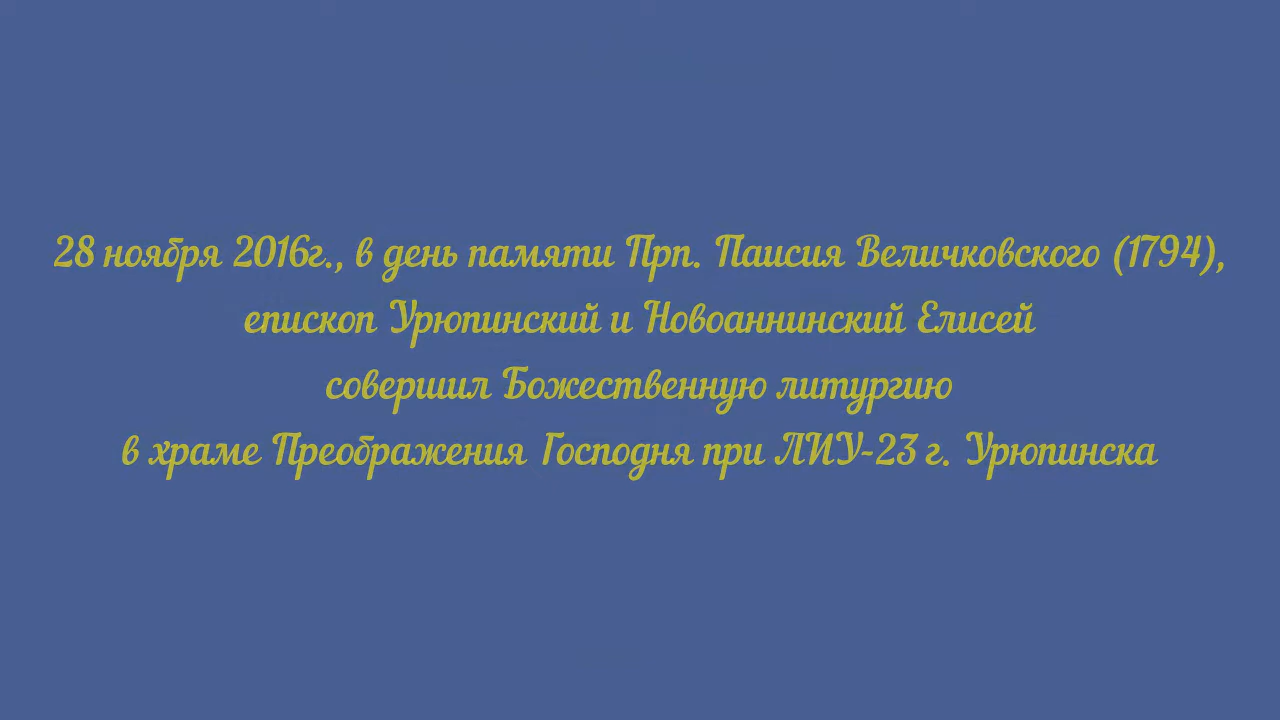 28 ноября 2016г., в день памяти Прп. Паисия Величковского (1794),
епископ Урюпинский и Новоаннинский Елисей
совершил Божественную литургию
в храме Преображения Господня при ЛИУ-23 г. Урюпинска